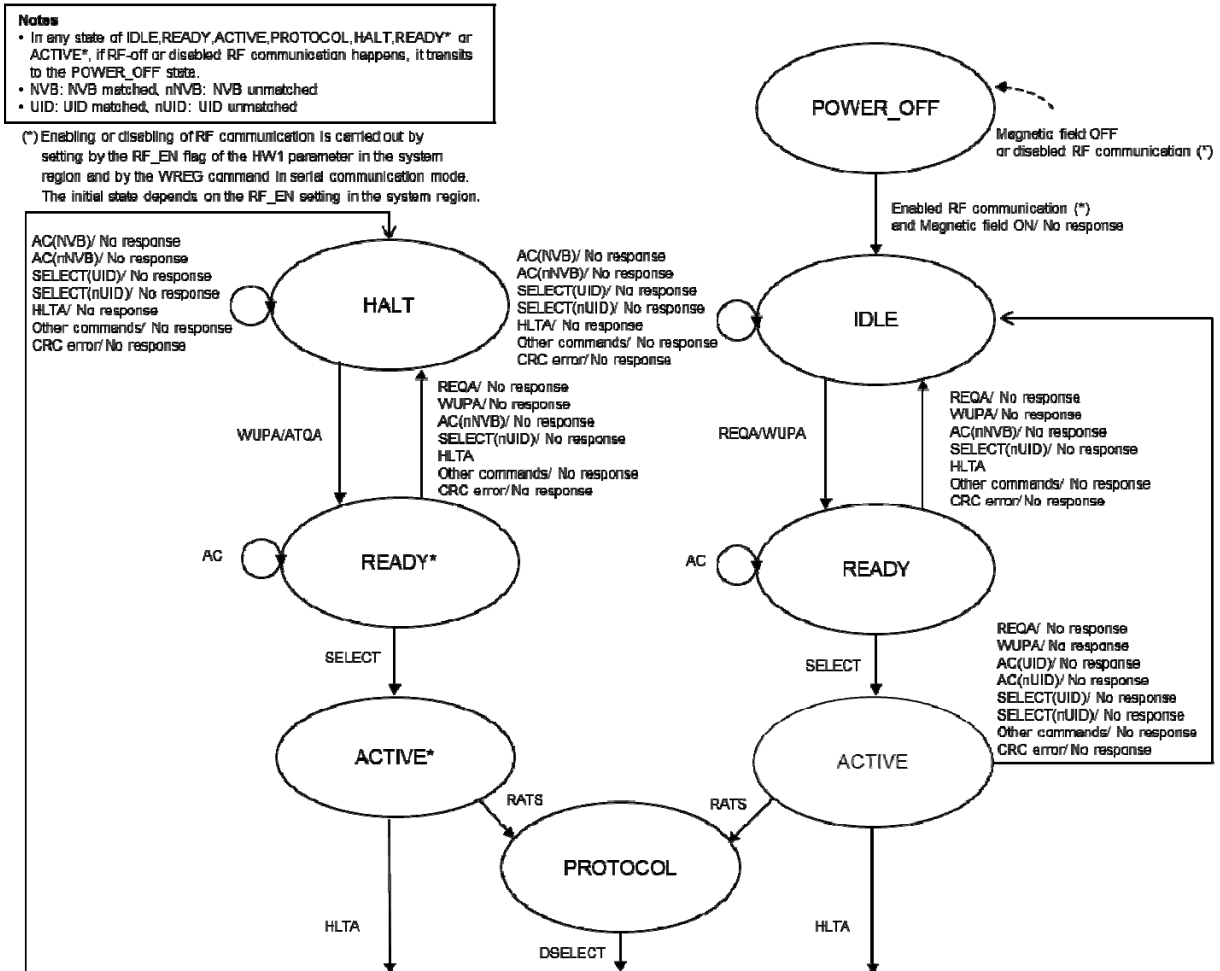 Notes
• In any state of IDLE,READY,ACTIVE,PROTOCOL,HALT,READY* or
ACTIVE*, if RF-off or disabled RF communication happens, it transits
to the POWER_OFF state.
• NVB: NVB matched, nNVB: NVB unmatched
• UID: UID matched, nUID: UID unmatched
(*) Enabling or disabling of RF communication is carried out by
setting by the RF_EN flag of the HW1 parameter in the system
region and by the WREG command in serial communication mode.
The initial state depends on the RF_EN setting in the system region.
POWER_OFF
Magnetic field OFF
or disabled RF communication (*)
Enabled RF communication (*)
and Magnetic field ON/ No response
AC(NVB)/ No response
AC(nNVB)/ No response
SELECT(UID)/ No response
SELECT(nUID)/ No response
HLTA/ No response
Other commands/ No response
CRC error/ No response
HALT
AC(NVB)/ No response
AC(nNVB)/ No response
SELECT(UID)/ No response
SELECT(nUID)/ No response
HLTA/ No response
Other commands/ No response
CRC error/ No response
IDLE
WUPA/ATQA
REQA/ No response
WUPA/ No response
AC(nNVB)/ No response
SELECT(nUID)/ No response
HLTA
Other commands/ No response
CRC error/ No response
REQA/WUPA
REQA/ No response
WUPA/ No response
AC(nNVB)/ No response
SELECT(nUID)/ No response
HLTA
Other commands/ No response
CRC error/ No response
AC
READY*
AC
READY
SELECT
SELECT
REQA/ No response
WUPA/ No response
AC(UID)/ No response
AC(nUID)/ No response
SELECT(UID)/ No response
SELECT(nUID)/ No response
Other commands/ No response
CRC error/ No response
ACTIVE*
ACTIVE
RATS
RATS
PROTOCOL
HLTA
DSELECT
HLTA